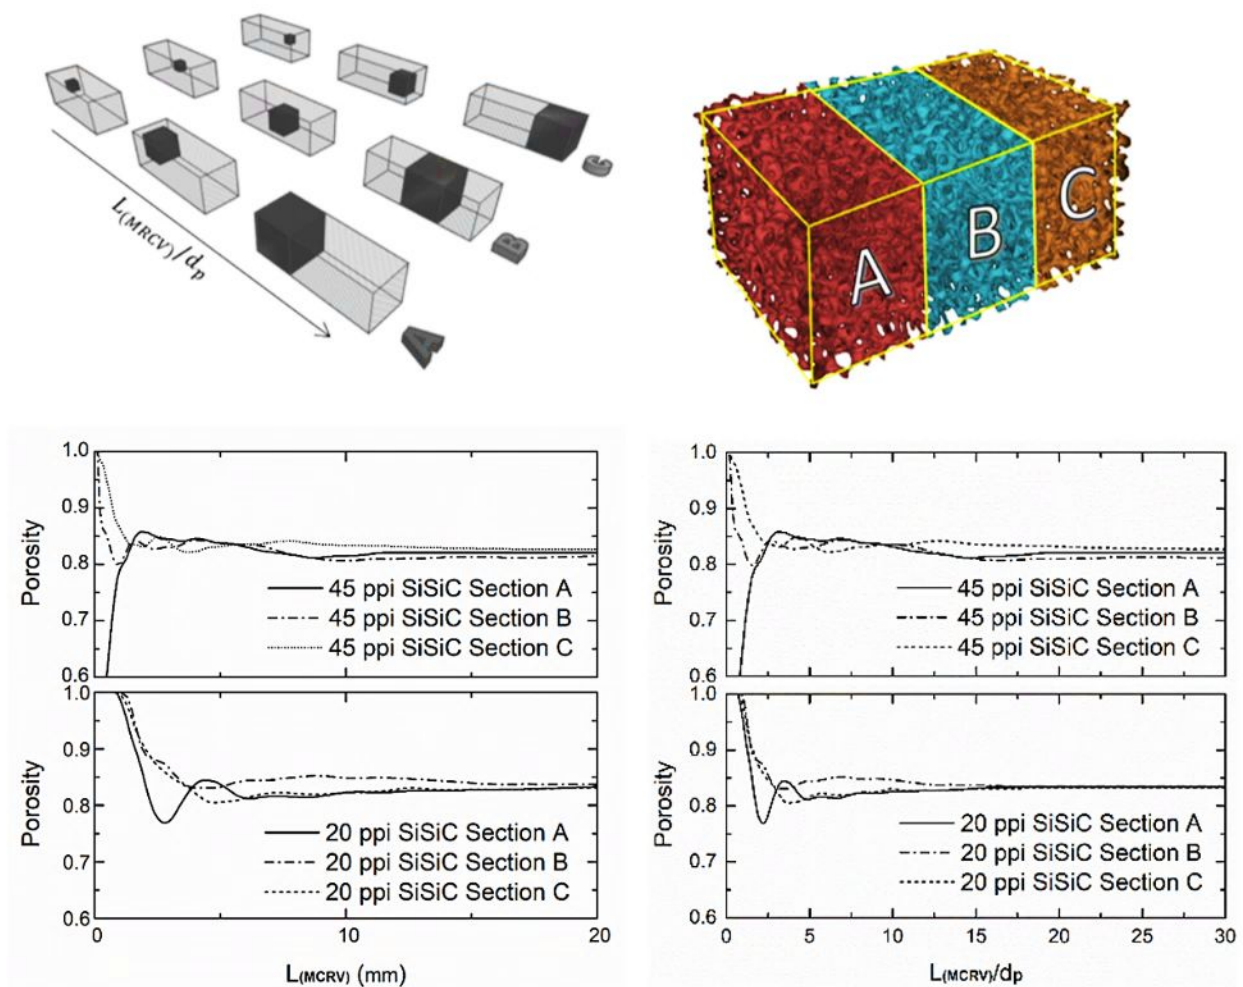 L(MRCV)/dp
A
B
C
A
B
C
1.0
0.9
0.8
0.7
0.6
Porosity
45 ppi SiSiC Section A
45 ppi SiSiC Section B
45 ppi SiSiC Section C
1.0
0.9
0.8
0.7
0.6
Porosity
20 ppi SiSiC Section A
20 ppi SiSiC Section B
20 ppi SiSiC Section C
0
10
20
L(MCRV) (mm)
1.0
0.9
0.8
0.7
0.6
Porosity
45 ppi SiSiC Section A
45 ppi SiSiC Section B
45 ppi SiSiC Section C
1.0
0.9
0.8
0.7
0.6
Porosity
20 ppi SiSiC Section A
20 ppi SiSiC Section B
20 ppi SiSiC Section C
0
5
10
15
20
25
30
L(MCRV)/dp